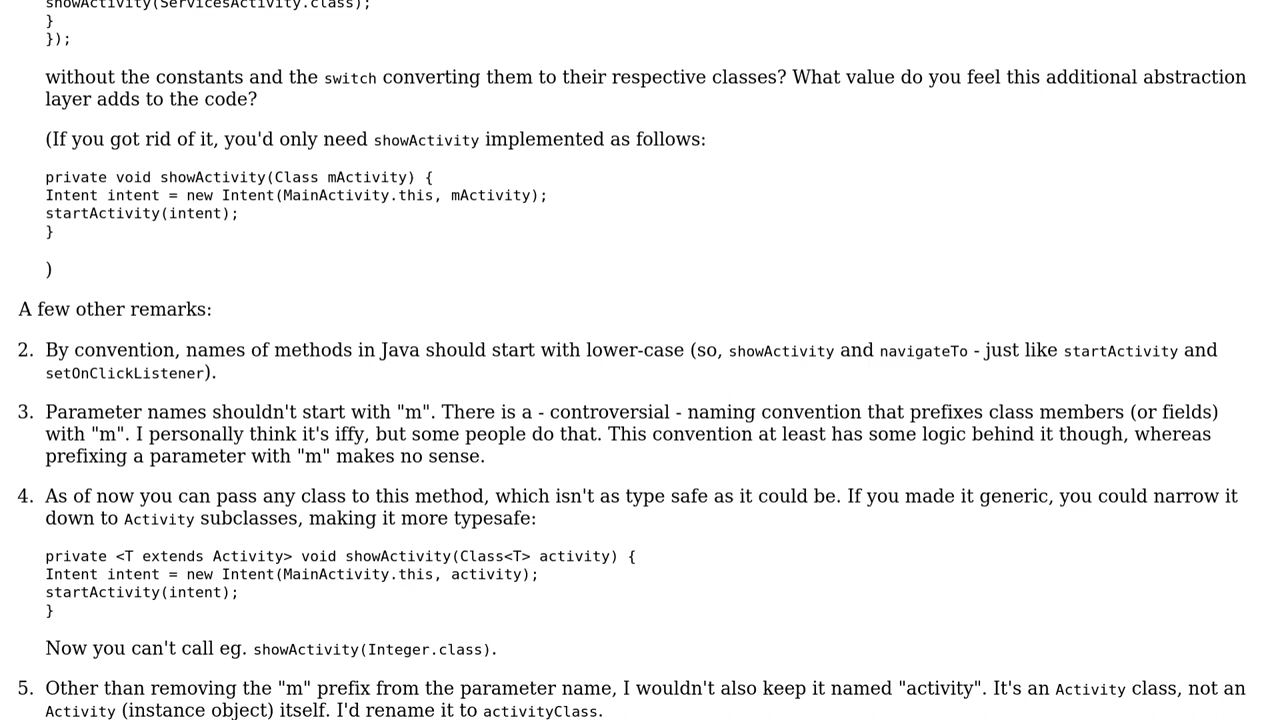 showActivity(ServicesActivity.class);
}
});
without the constants and the switch converting them to their respective classes? What value do you feel this additional abstraction
layer adds to the code?
(If you got rid of it, you'd only need showActivity implemented as follows:
private void showActivity(Class mActivity) {
Intent intent = new Intent(MainActivity.this, mActivity);
startActivity(intent);
}
)
A few other remarks:
2. By convention, names of methods in Java should start with lower-case (so, showActivity and navigateTo - just like startActivity and
setOnClickListener).
3. Parameter names shouldn't start with "m". There is a - controversial - naming convention that prefixes class members (or fields)
with "m". I personally think it's iffy, but some people do that. This convention at least has some logic behind it though, whereas
prefixing a parameter with "m" makes no sense.
4. As of now you can pass any class to this method, which isn't as type safe as it could be. If you made it generic, you could narrow it
down to Activity subclasses, making it more typesafe:
private <T extends Activity> void showActivity(Class<T> activity) {
Intent intent = new Intent(MainActivity.this, activity);
startActivity(intent);
}
Now you can't call eg. showActivity(Integer.class).
5. Other than removing the "m" prefix from the parameter name, I wouldn't also keep it named "activity". It's an Activity class, not an
Activity (instance object) itself. I'd rename it to activityClass.